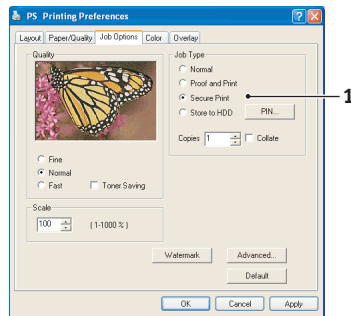 PS Printing Preferences
Layout Paper/Quality Job Options Color Overlay
Quality
Fine
Normal
Fast Toner Saving
Scale
100 (1-1000 %)
Job Type
Normal
Proof and Print
Secure Print
Store to HDD PIN...
Copies 1 Collate
1
Watermark Advanced...
Default
OK Cancel Apply